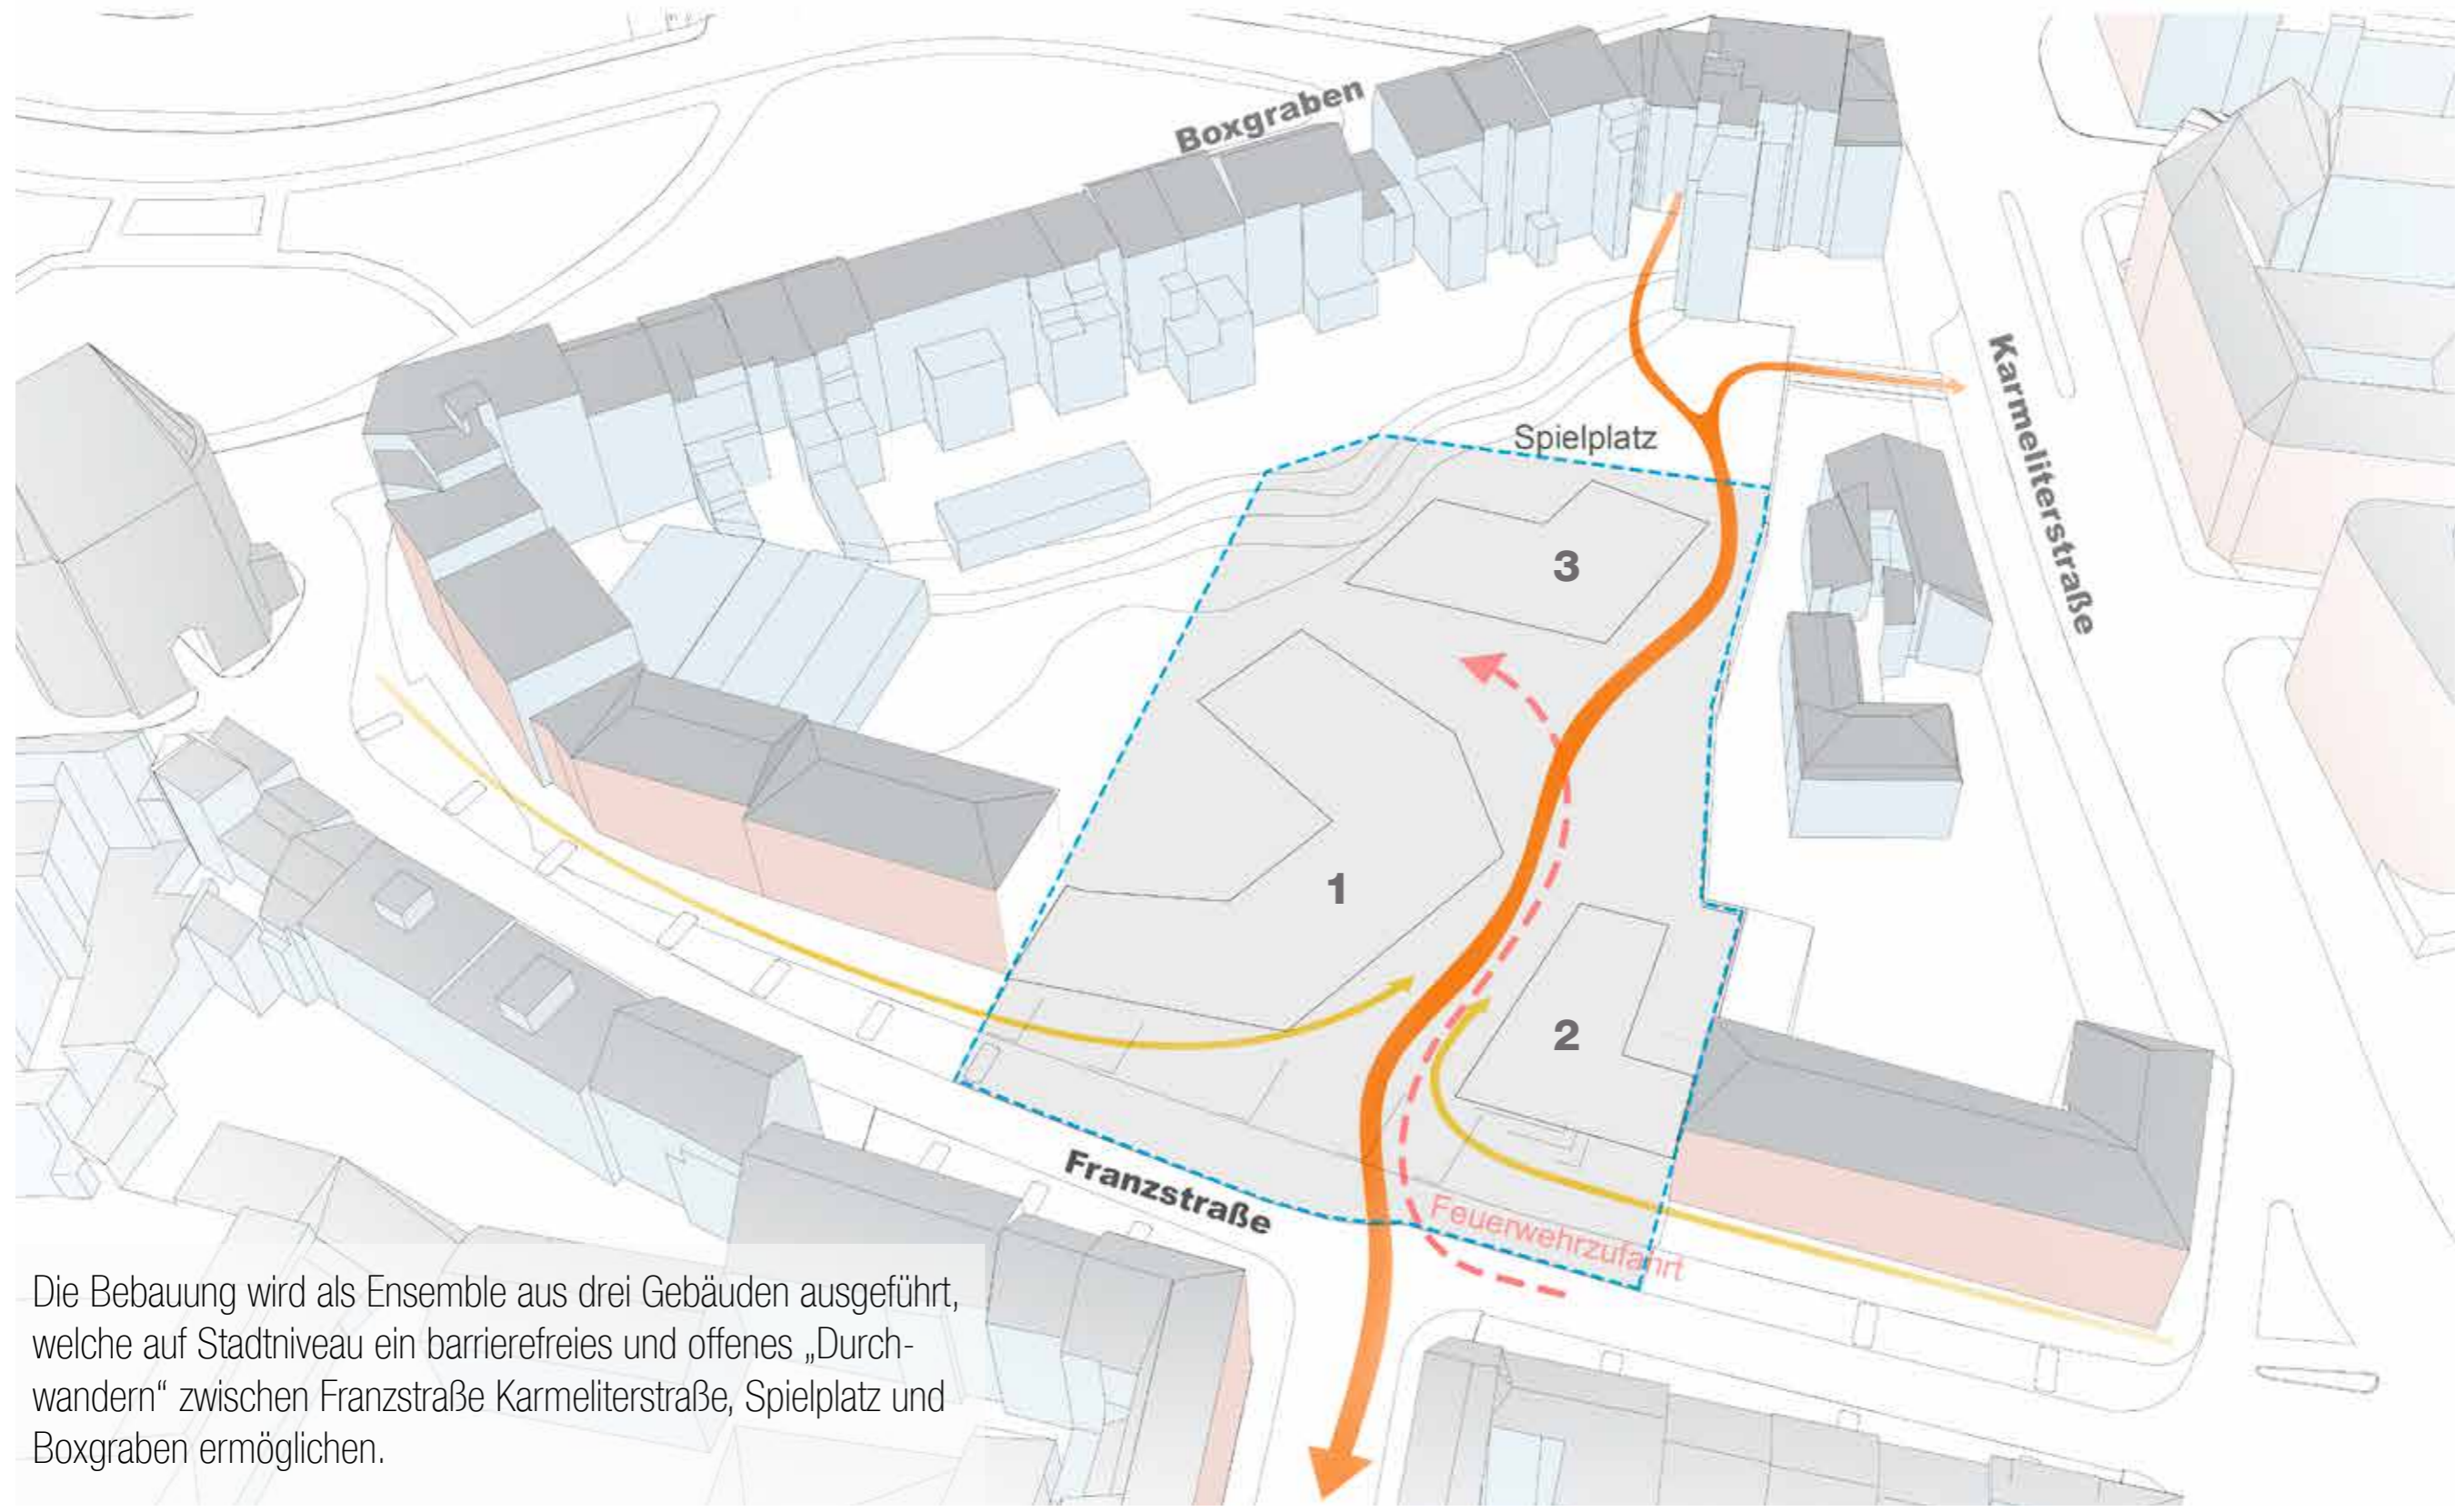 Boxgraben
Karmeliterstraße
Spielplatz
3
1
2
Franzstraße
Feuerwehrzufahrt
Die Bebauung wird als Ensemble aus drei Gebäuden ausgeführt,
welche auf Stadtniveau ein barrierefreies und offenes „Durch-
wandern“ zwischen Franzstraße Karmeliterstraße, Spielplatz und
Boxgraben ermöglichen.